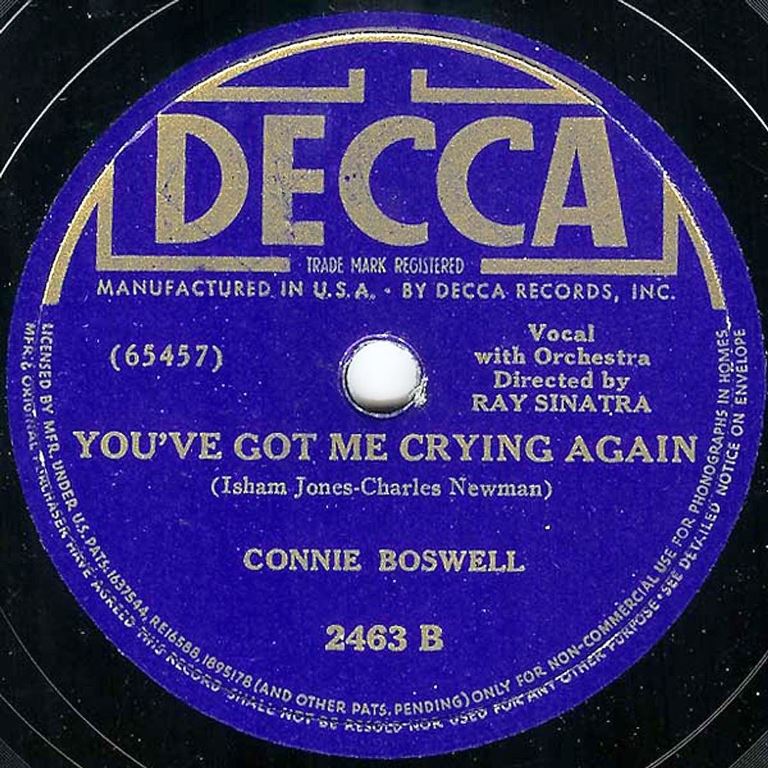 DECCA
TRADE MARK REGISTERED
MANUFACTURED IN U.S.A. • BY DECCA RECORDS, INC.
(65457)
Vocal
with Orchestra
Directed by
RAY SINATRA
YOU'VE GOT ME CRYING AGAIN
(Isham Jones-Charles Newman)
CONNIE BOSWELL
2463 B
LICENSED BY MFR. UNDER U.S. PATS. 1637544, RE16588, 1895178 (AND OTHER PATS. PENDING) ONLY FOR NON-COMMERCIAL USE FOR PHONOGRAPHS IN HOMES
MFR. & ORIGINAL PURCHASER HAVE AGREED THIS RECORD SHALL NOT BE RESOLD NOR USED FOR ANY OTHER PURPOSE • SEE DETAILED NOTICE ON ENVELOPE